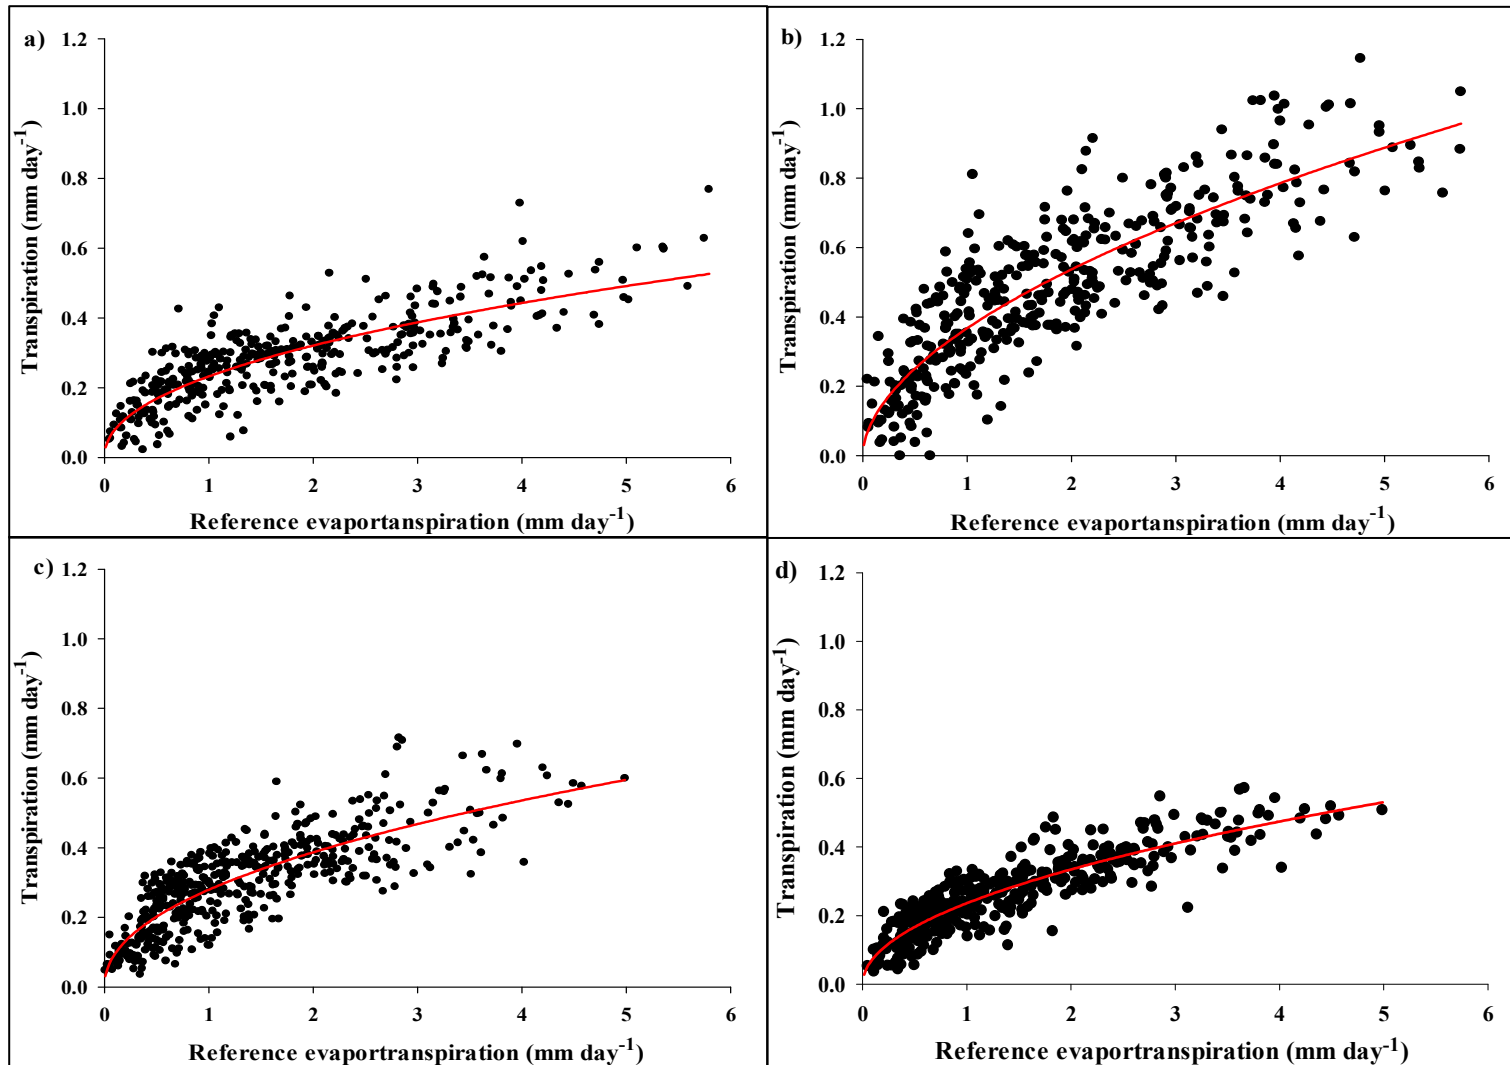 a)
1.2
1.0
0.8
0.6
0.4
0.2
0.0
Transpiration (mm day-1)
0 1 2 3 4 5 6
Reference evaportanspiration (mm day-1)
b)
1.2
1.0
0.8
0.6
0.4
0.2
0.0
Transpiration (mm day-1)
0 1 2 3 4 5 6
Reference evaportanspiration (mm day-1)
c)
1.2
1.0
0.8
0.6
0.4
0.2
0.0
Transpiration (mm day-1)
0 1 2 3 4 5 6
Reference evaportranspiration (mm day-1)
d)
1.2
1.0
0.8
0.6
0.4
0.2
0.0
Transpiration (mm day-1)
0 1 2 3 4 5 6
Reference evaportranspiration (mm day-1)